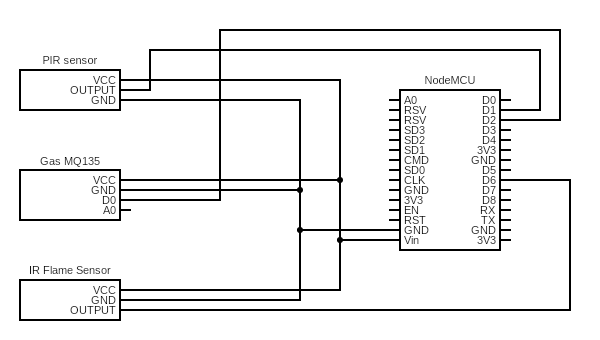 PIR sensor
VCC
OUTPUT
GND
Gas MQ135
VCC
GND
D0
A0
IR Flame Sensor
VCC
GND
OUTPUT
NodeMCU
A0 D0
RSV D1
RSV D2
SD3 D3
SD2 D4
SD1 3V3
CMD GND
SD0 D5
CLK D6
GND D7
3V3 D8
EN RX
RST TX
GND GND
Vin 3V3